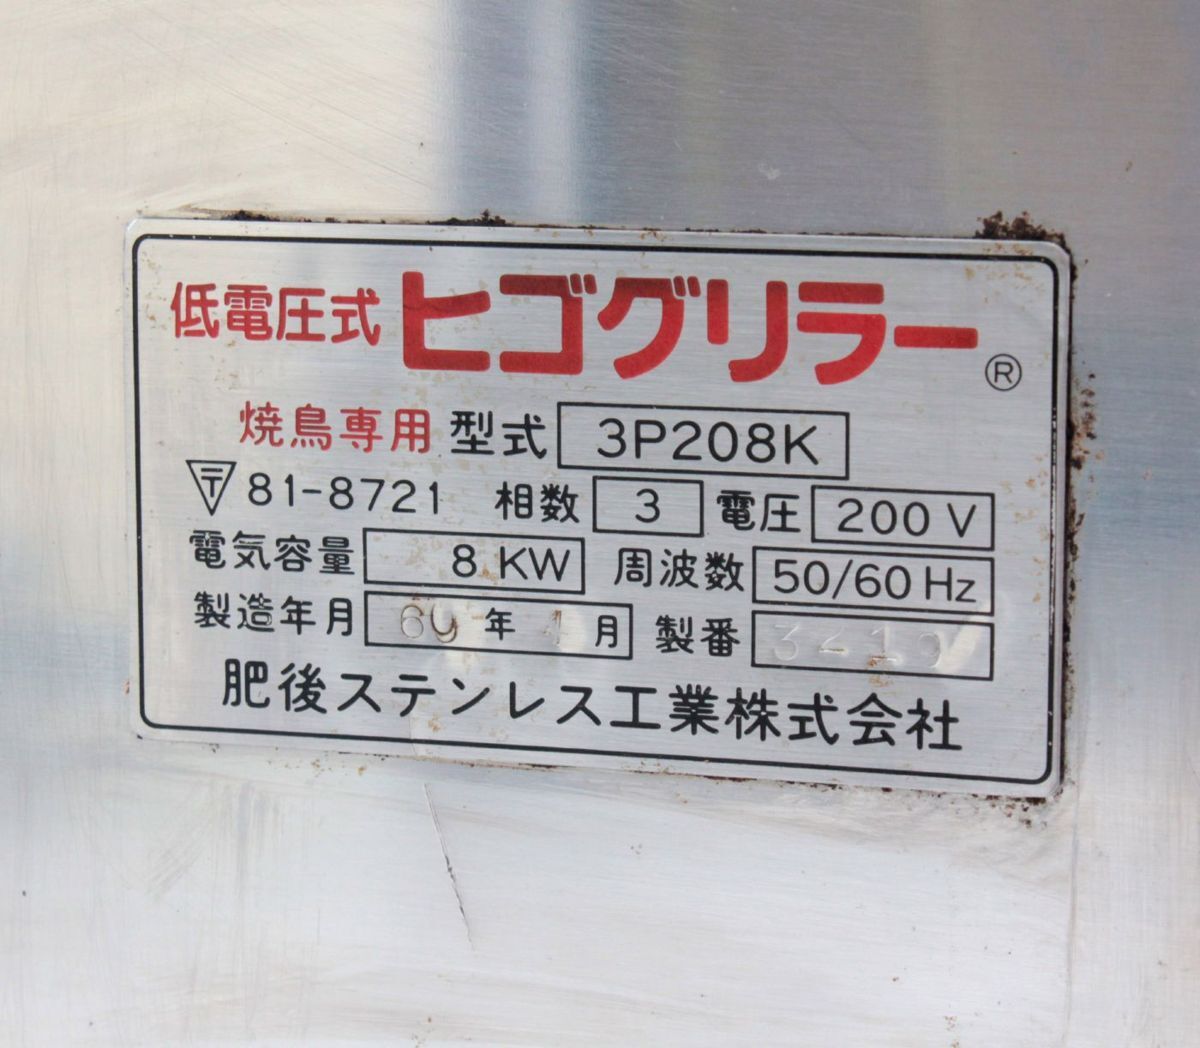 低電圧式 ヒゴグリラー ®
焼鳥専用 型式 3P208K
〒 81-8721 相数 3 電圧 200 V
電気容量 8 KW 周波数 50/60 Hz
製造年月 60 年 月 製番
肥後ステンレス工業株式会社